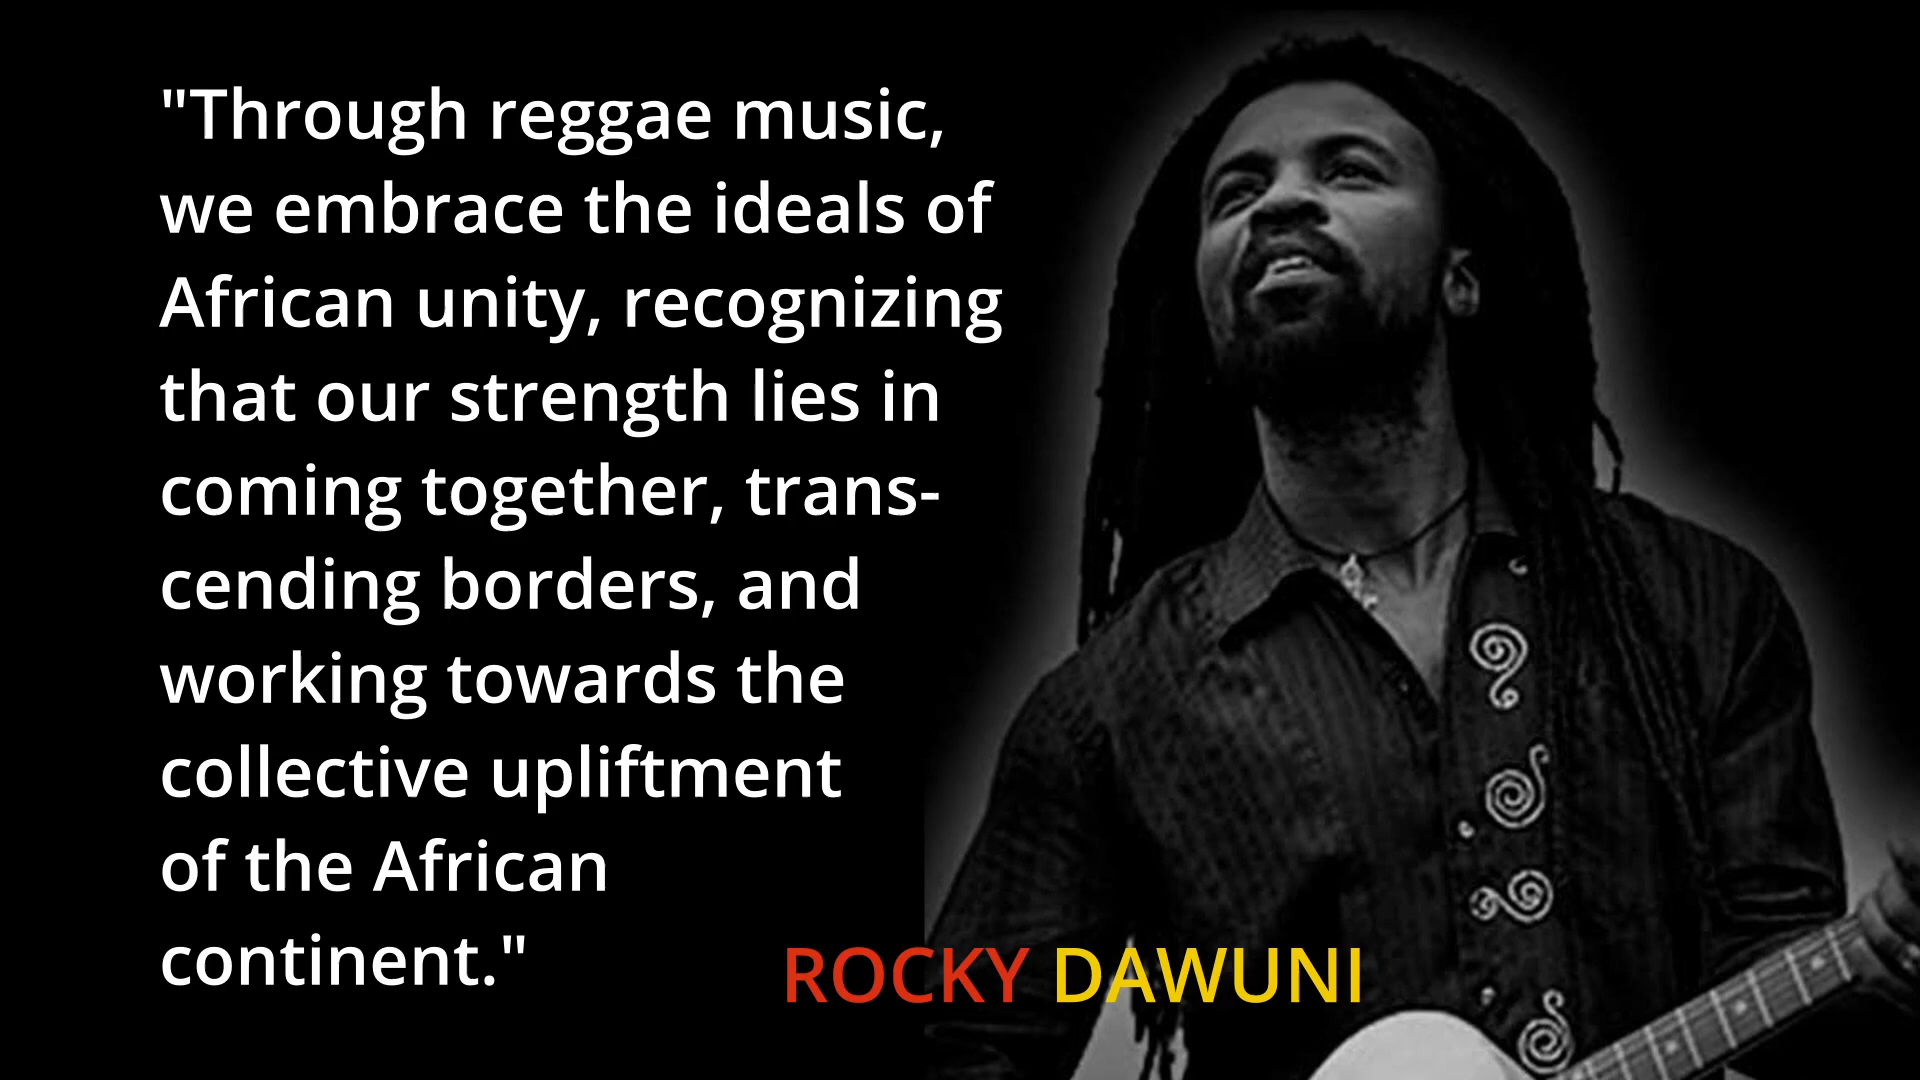 "Through reggae music,
we embrace the ideals of
African unity, recognizing
that our strength lies in
coming together, trans-
cending borders, and
working towards the
collective upliftment
of the African
continent."
ROCKY DAWUNI